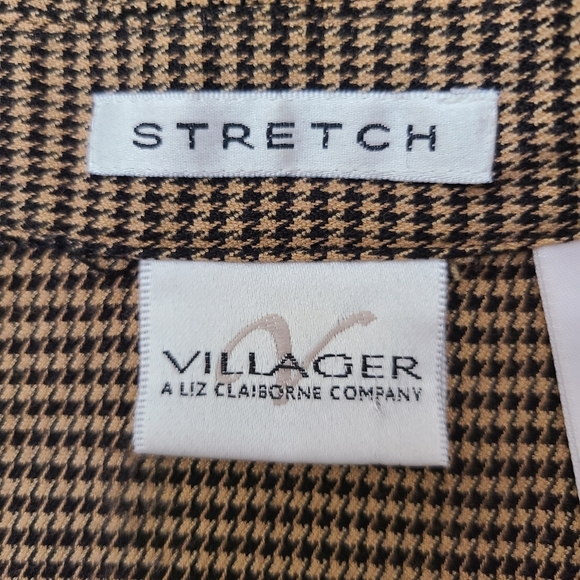 STRETCH
VILLAGER
A LIZ CLAIBORNE COMPANY